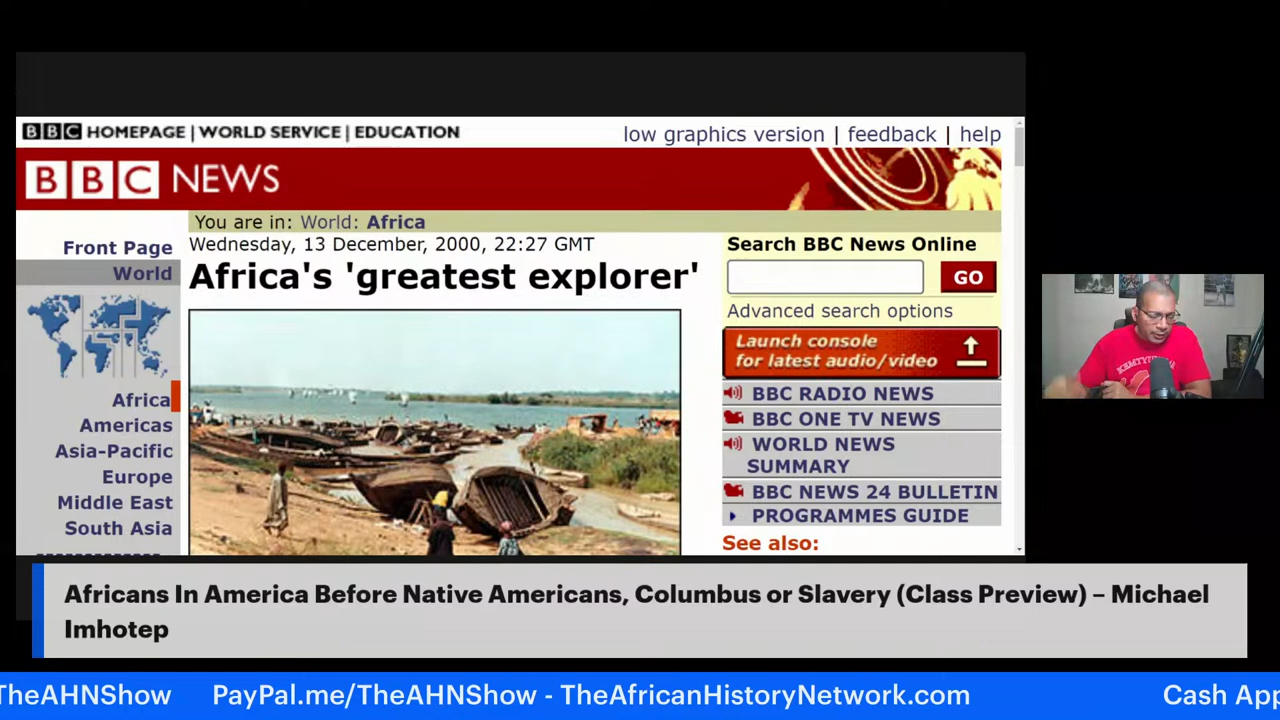 BBC HOMEPAGE | WORLD SERVICE | EDUCATION
low graphics version | feedback | help
BBC NEWS
You are in: World: Africa
Front Page
World
Africa
Americas
Asia-Pacific
Europe
Middle East
South Asia
Wednesday, 13 December, 2000, 22:27 GMT
Africa's 'greatest explorer'
Search BBC News Online
GO
Advanced search options
Launch console
for latest audio/video
BBC RADIO NEWS
BBC ONE TV NEWS
WORLD NEWS
SUMMARY
BBC NEWS 24 BULLETIN
PROGRAMMES GUIDE
See also:
Africans In America Before Native Americans, Columbus or Slavery (Class Preview) – Michael
Imhotep
TheAHNShow PayPal.me/TheAHNShow - TheAfricanHistoryNetwork.com Cash App